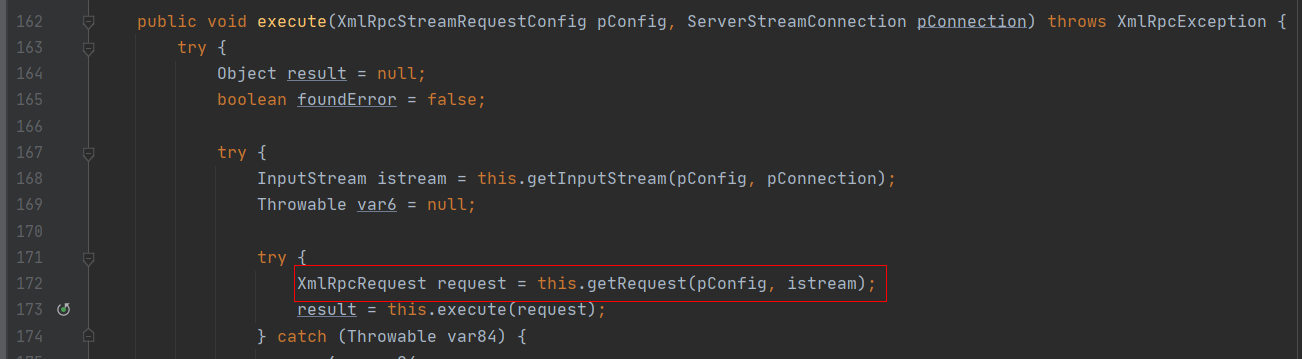 162 public void execute(XmlRpcStreamRequestConfig pConfig, ServerStreamConnection pConnection) throws XmlRpcException {
163 try {
164 Object result = null;
165 boolean foundError = false;
166
167 try {
168 InputStream istream = this.getInputStream(pConfig, pConnection);
169 Throwable var6 = null;
170
171 try {
172 XmlRpcRequest request = this.getRequest(pConfig, istream);
173 result = this.execute(request);
174 } catch (Throwable var84) {